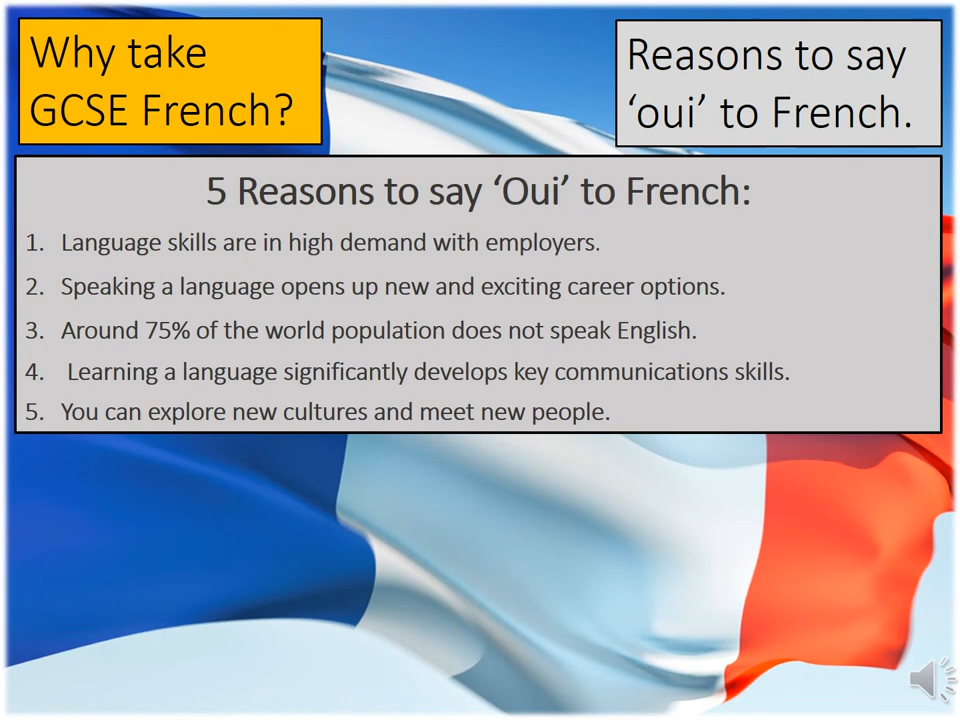 Why take
GCSE French?
Reasons to say
‘oui’ to French.
5 Reasons to say ‘Oui’ to French:
1. Language skills are in high demand with employers.
2. Speaking a language opens up new and exciting career options.
3. Around 75% of the world population does not speak English.
4. Learning a language significantly develops key communications skills.
5. You can explore new cultures and meet new people.